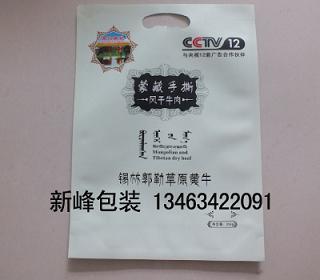 CCTV 12
与央视12套广告合作伙伴
蒙藏手撕
风干牛肉
Mongolian and
Tibetan dry beef
锡林郭勒草原蒙牛
新峰包装 13463422091